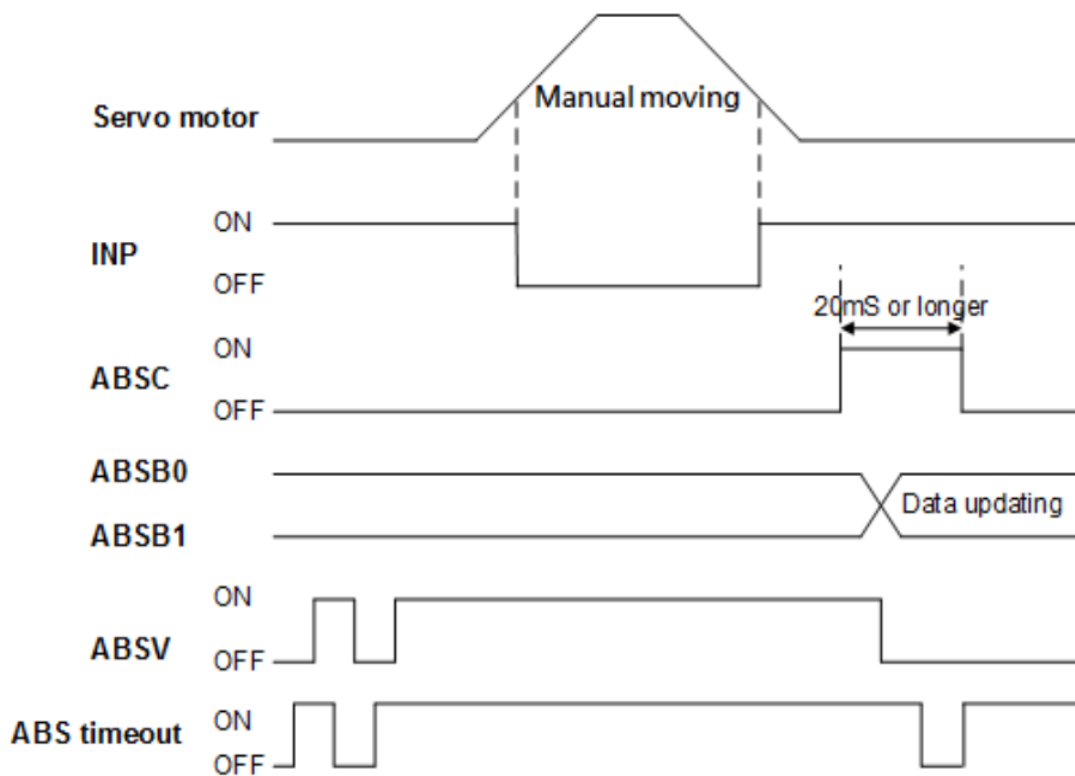 Manual moving
Servo motor
ON
INP
OFF
20mS or longer
ON
ABSC
OFF
ABSB0
Data updating
ABSB1
ON
ABSV
OFF
ON
ABS timeout
OFF